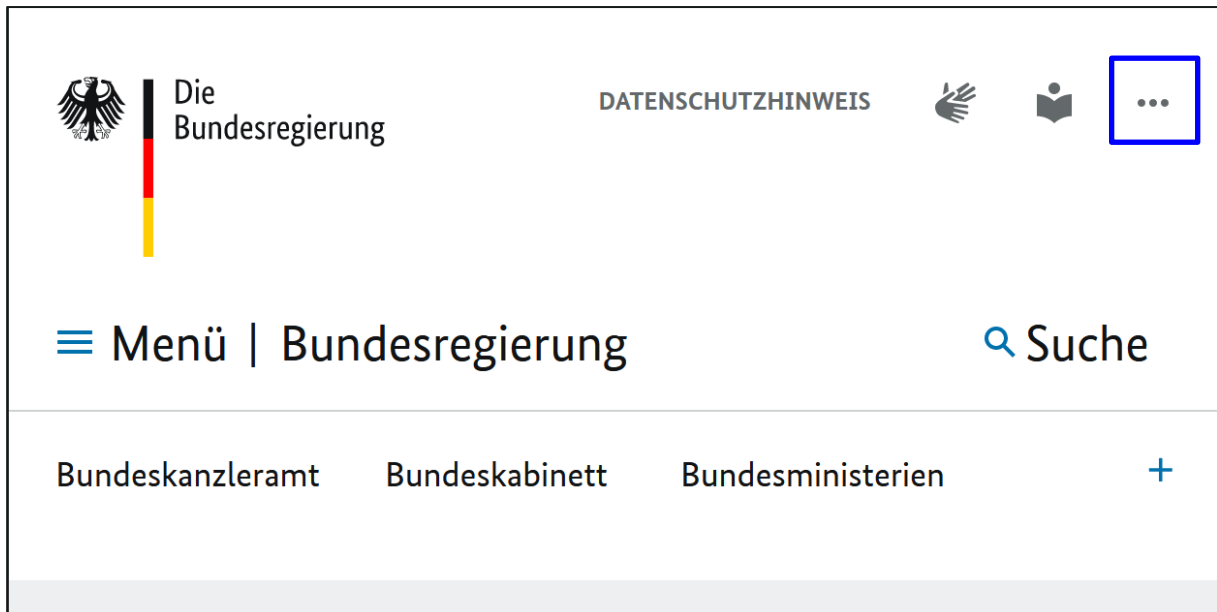 Die
Bundesregierung
DATENSCHUTZHINWEIS
Menü | Bundesregierung
Suche
Bundeskanzleramt Bundeskabinett Bundesministerien +